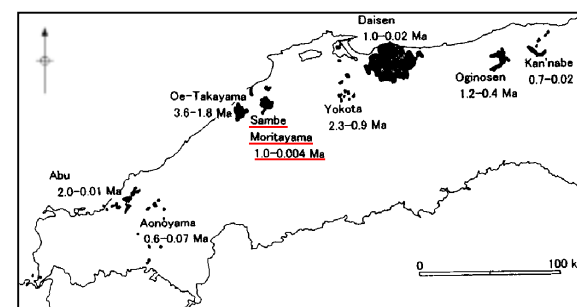 Daisen
1.0-0.02 Ma
Kan'nabe
0.7-0.02
Oginosen
1.2-0.4 Ma
Oe-Takayama
3.6-1.8 Ma
Sambe
Moritayama
1.0-0.004 Ma
Yokota
2.3-0.9 Ma
Abu
2.0-0.01 Ma
Aonoyama
0.6-0.07 Ma
0 100 k